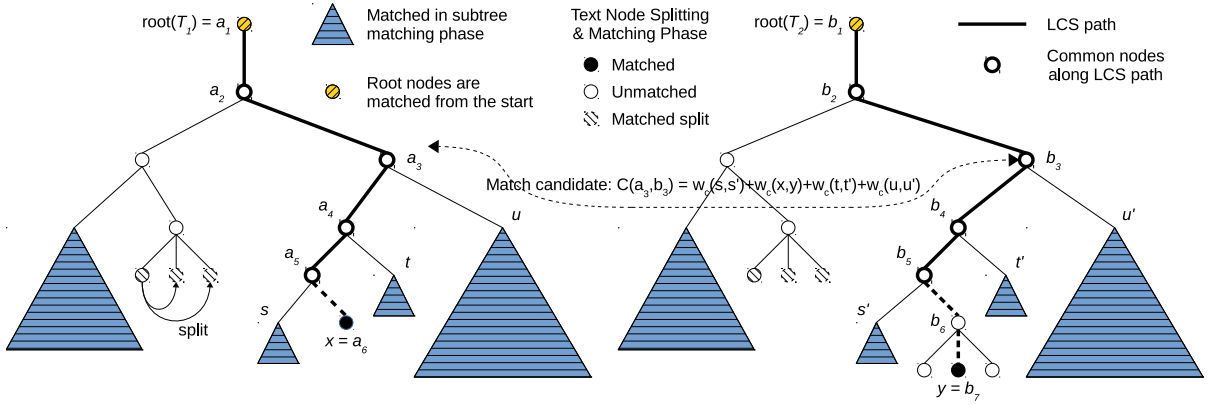 root(T1) = a1
Matched in subtree
matching phase
Root nodes are
matched from the start
Text Node Splitting
& Matching Phase
Matched
Unmatched
Matched split
root(T2) = b1
LCS path
Common nodes
along LCS path
a2
b2
a3
b3
Match candidate: C(a3,b3) = wc(s,s')+wc(x,y)+wc(t,t')+wc(u,u')
a4
u
b4
u'
a5
t
b5
t'
s
s'
split
x = a6
b6
y = b7